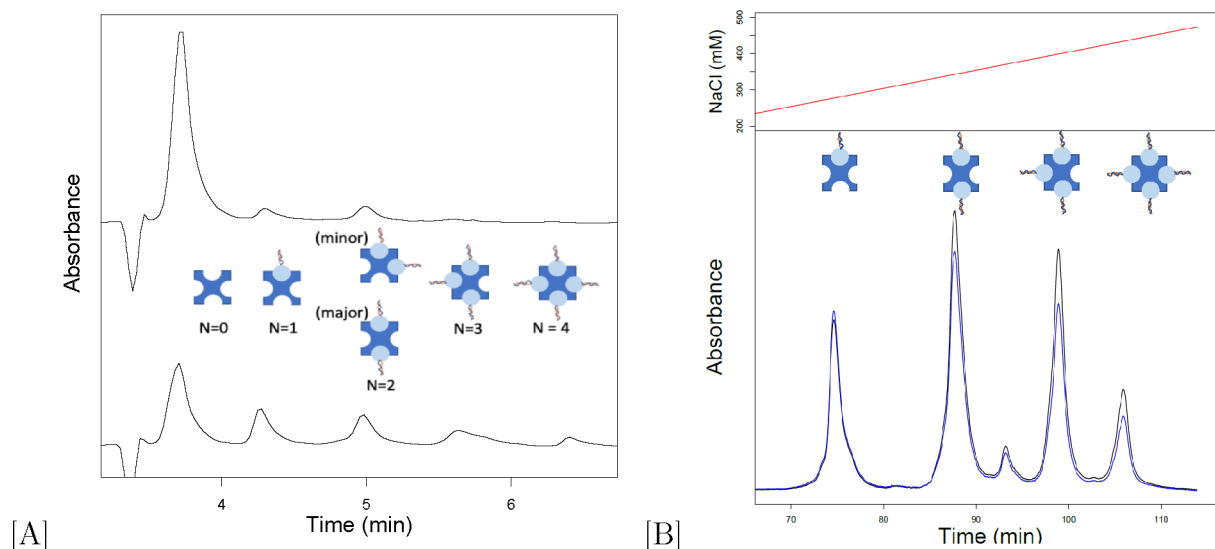 Absorbance
(minor)
N=0
N=1
(major)
N=2
N=3
N = 4
4
5
6
Time (min)
[A]
NaCl (mM)
500
400
300
200
Absorbance
70
80
90
100
110
Time (min)
[B]